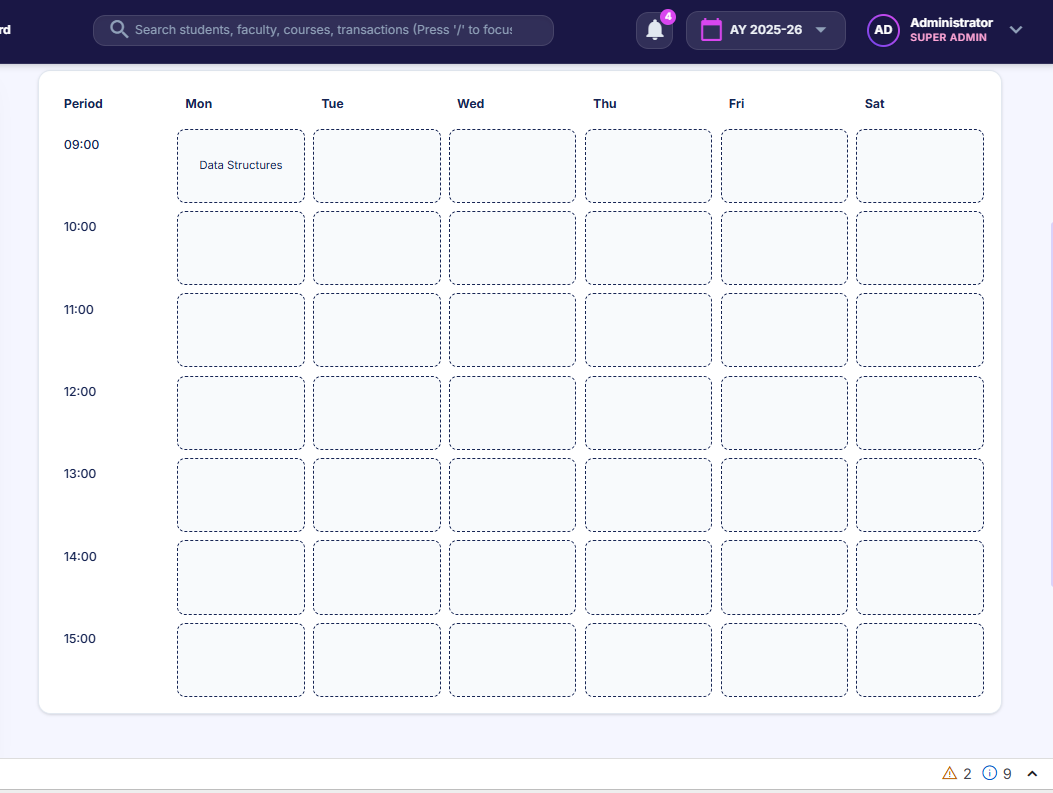 rd
Search students, faculty, courses, transactions (Press '/' to focus
4
AY 2025-26
AD
Administrator
SUPER ADMIN
Period Mon Tue Wed Thu Fri Sat
09:00
Data Structures
10:00
11:00
12:00
13:00
14:00
15:00
2 9